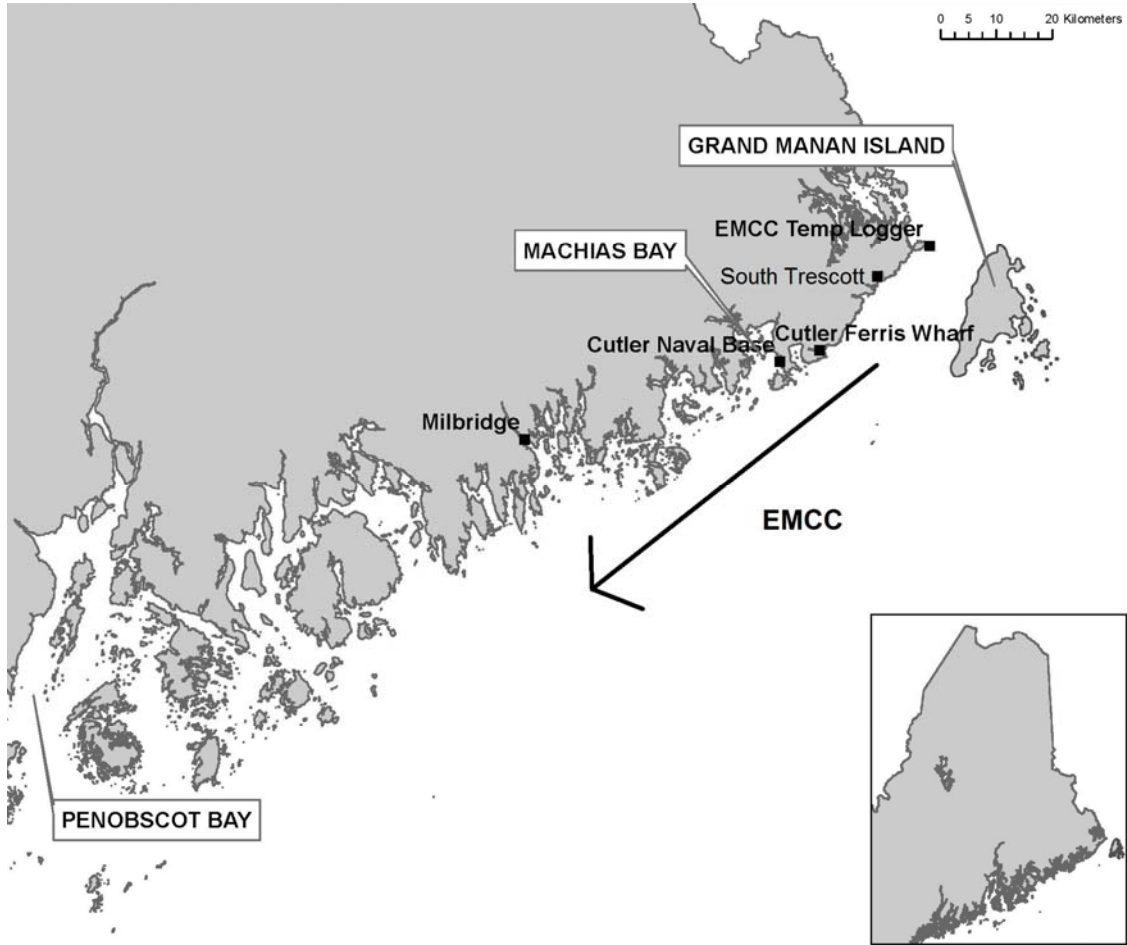 0 5 10 20 Kilometers
GRAND MANAN ISLAND
EMCC Temp Logger
MACHIAS BAY
South Trescott
Cutler Ferris Wharf
Cutler Naval Base
Milbridge
EMCC
PENOBSCOT BAY